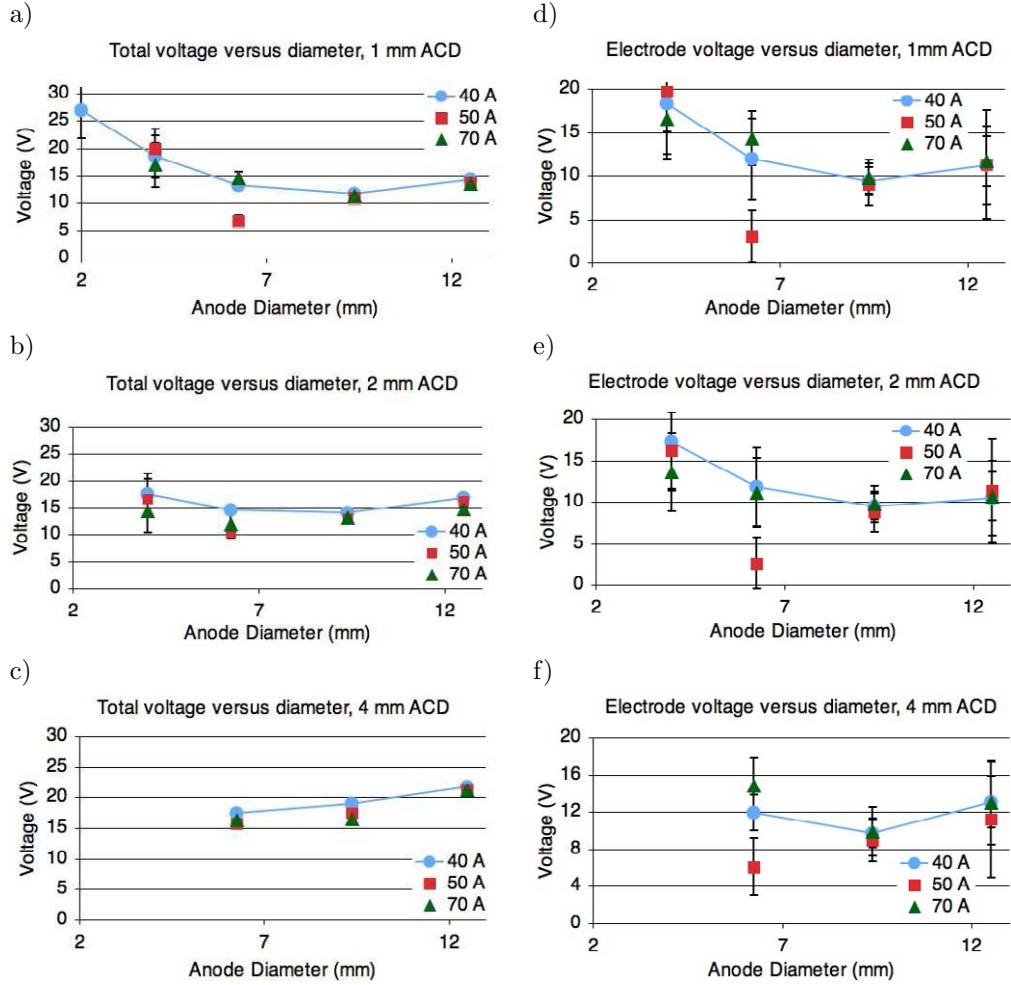 a)
Total voltage versus diameter, 1 mm ACD
Voltage (V)
30
25
20
15
10
5
0
40 A
50 A
70 A
2 7 12
Anode Diameter (mm)
d)
Electrode voltage versus diameter, 1mm ACD
Voltage (V)
20
15
10
5
0
40 A
50 A
70 A
2 7 12
Anode Diameter (mm)
b)
Total voltage versus diameter, 2 mm ACD
Voltage (V)
30
25
20
15
10
5
0
40 A
50 A
70 A
2 7 12
Anode Diameter (mm)
e)
Electrode voltage versus diameter, 2 mm ACD
Voltage (V)
20
15
10
5
0
40 A
50 A
70 A
2 7 12
Anode Diameter (mm)
c)
Total voltage versus diameter, 4 mm ACD
Voltage (V)
30
25
20
15
10
5
0
40 A
50 A
70 A
2 7 12
Anode Diameter (mm)
f)
Electrode voltage versus diameter, 4 mm ACD
Voltage (V)
20
16
12
8
4
0
40 A
50 A
70 A
2 7 12
Anode Diameter (mm)